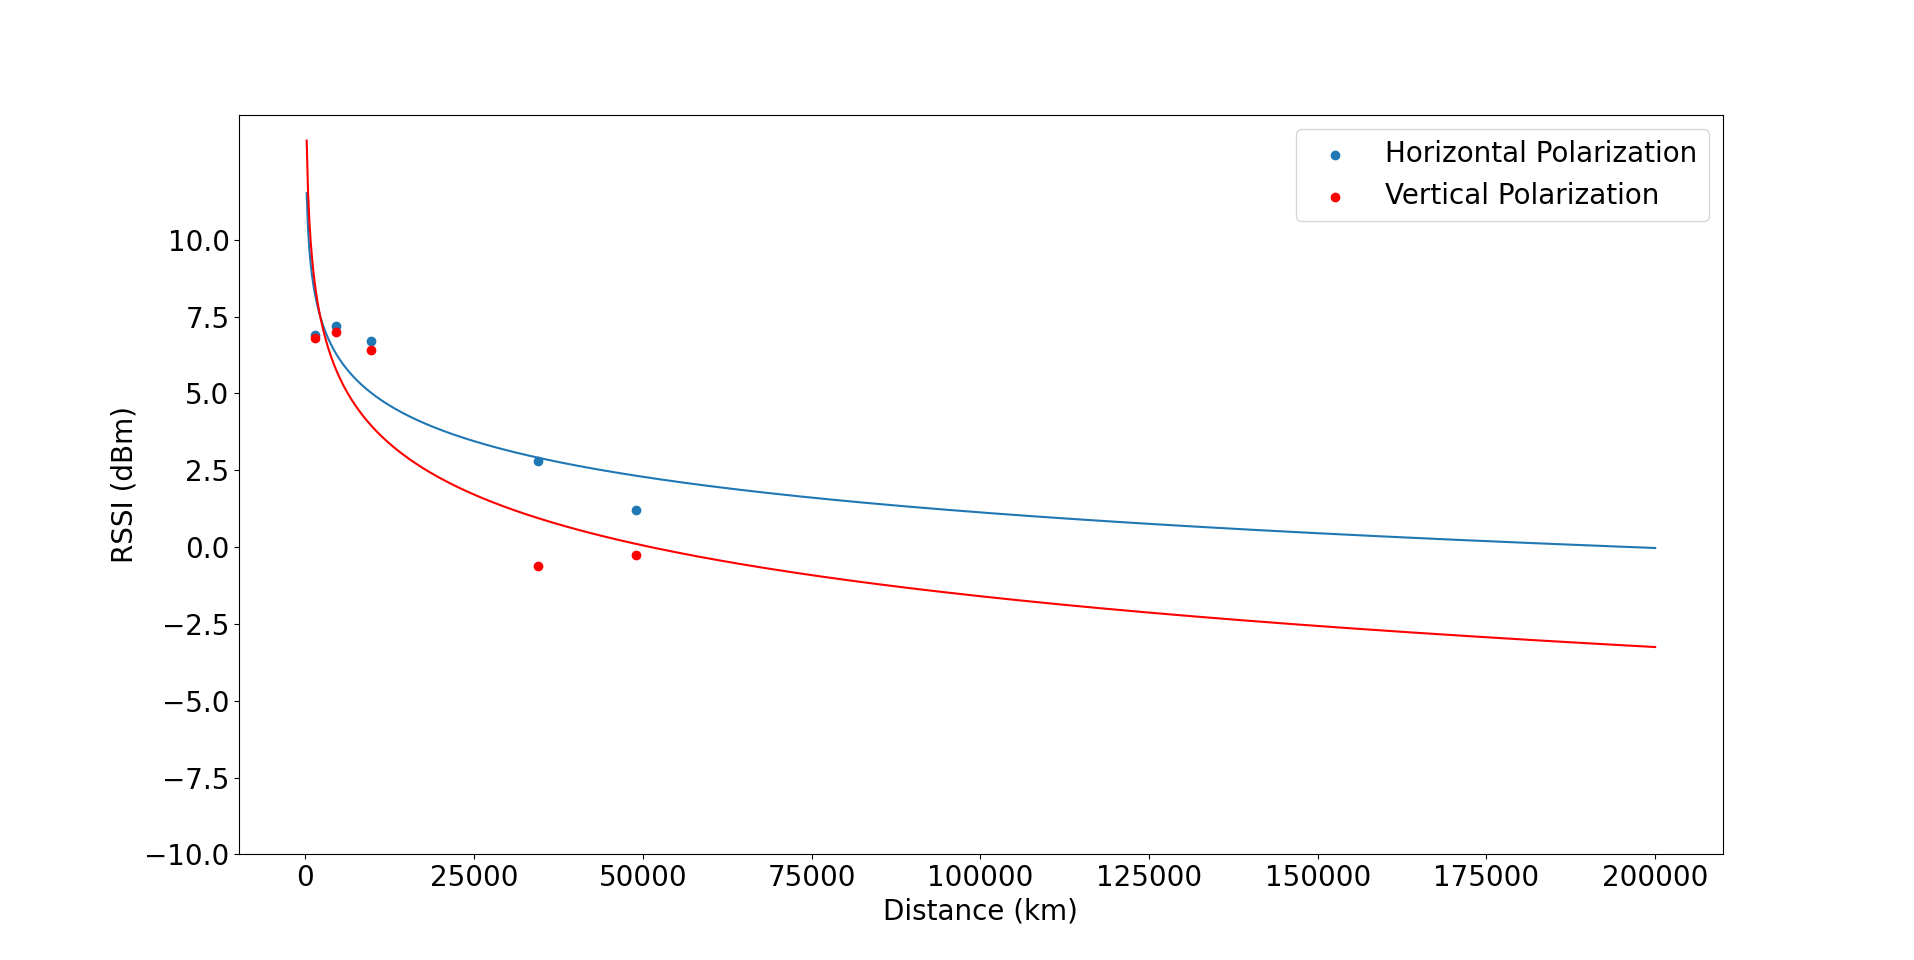 Horizontal Polarization
Vertical Polarization
RSSI (dBm)
10.0
7.5
5.0
2.5
0.0
−2.5
−5.0
−7.5
−10.0
0 25000 50000 75000 100000 125000 150000 175000 200000
Distance (km)